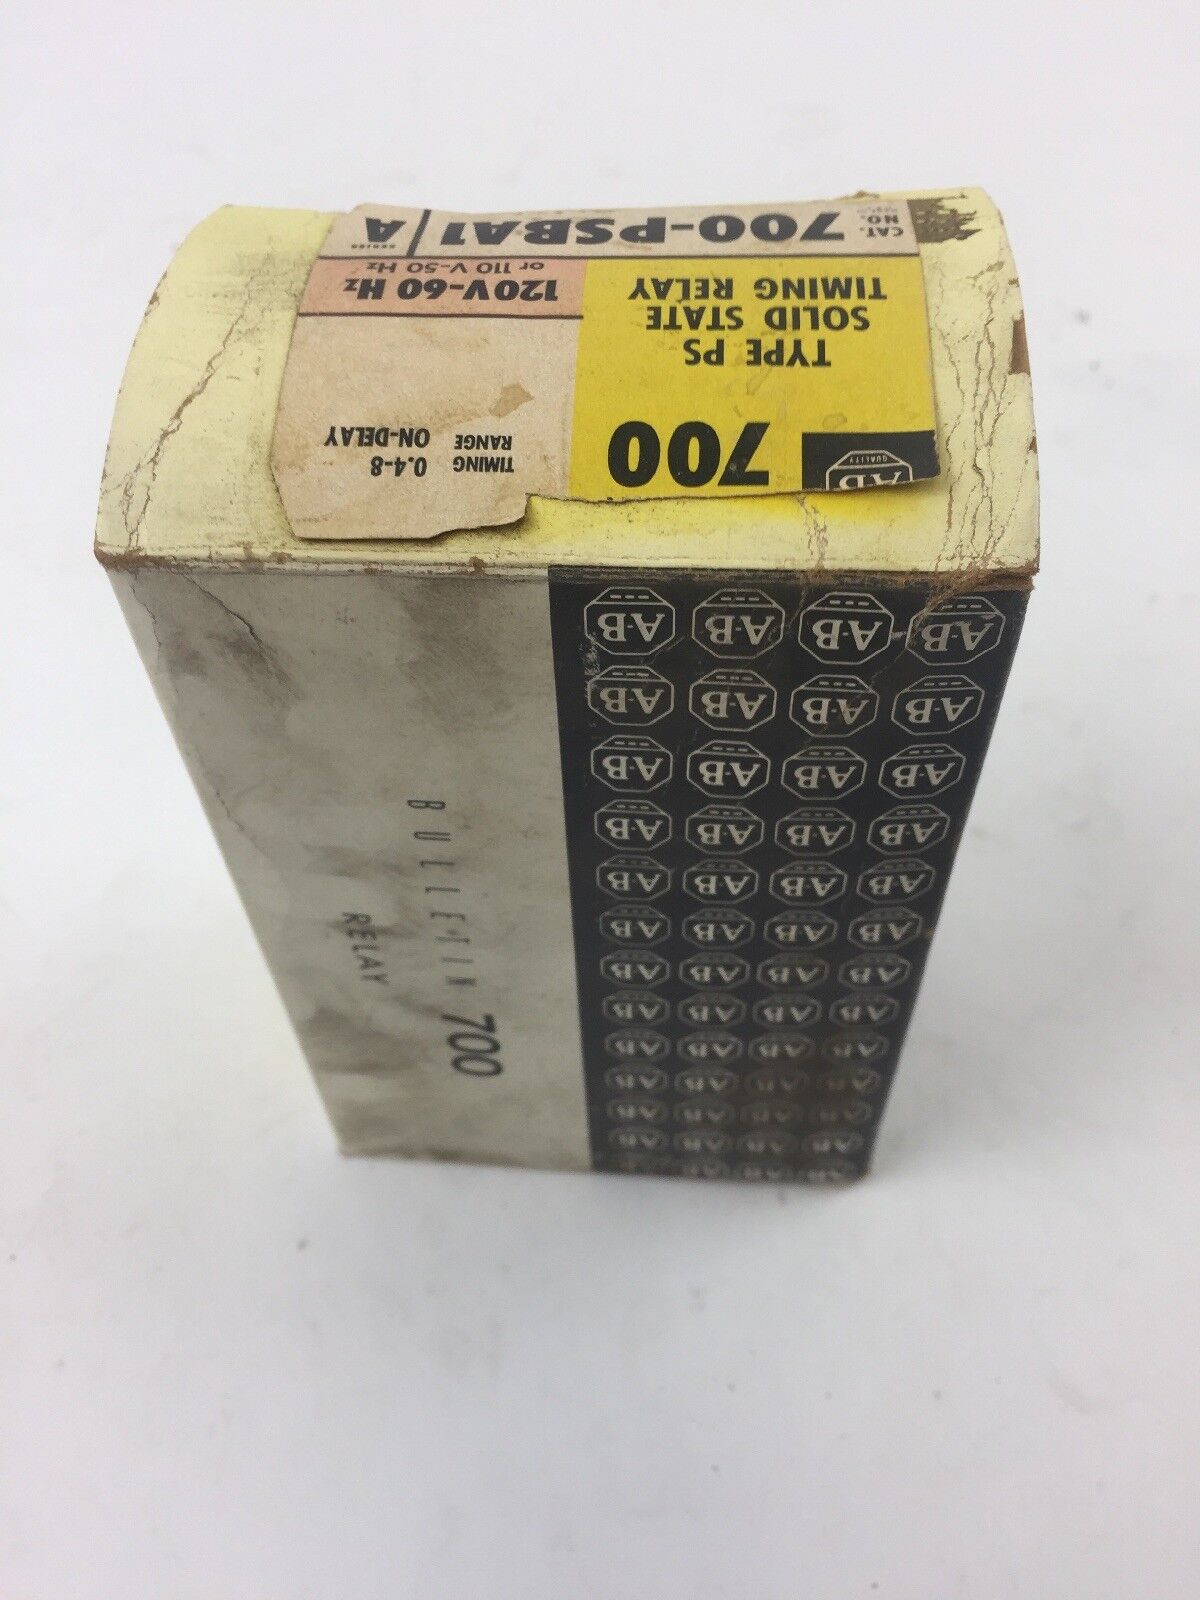 A-B
QUALITY
700
TYPE PS
SOLID STATE
TIMING RELAY
TIMING
RANGE
0.4-8
ON-DELAY
120V-60 Hz
or 110 V-50 Hz
CAT.
NO.
700-PSBA1
SERIES
A
BULLETIN 700
RELAY
A-B A-B A-B A-B
A-B A-B A-B A-B
A-B A-B A-B A-B
A-B A-B A-B A-B
A-B A-B A-B A-B
A-B A-B A-B A-B
A-B A-B A-B A-B
A-B A-B A-B A-B
A-B A-B A-B A-B
A-B A-B A-B A-B
A-B A-B A-B A-B
A-B A-B A-B A-B
A-B A-B A-B